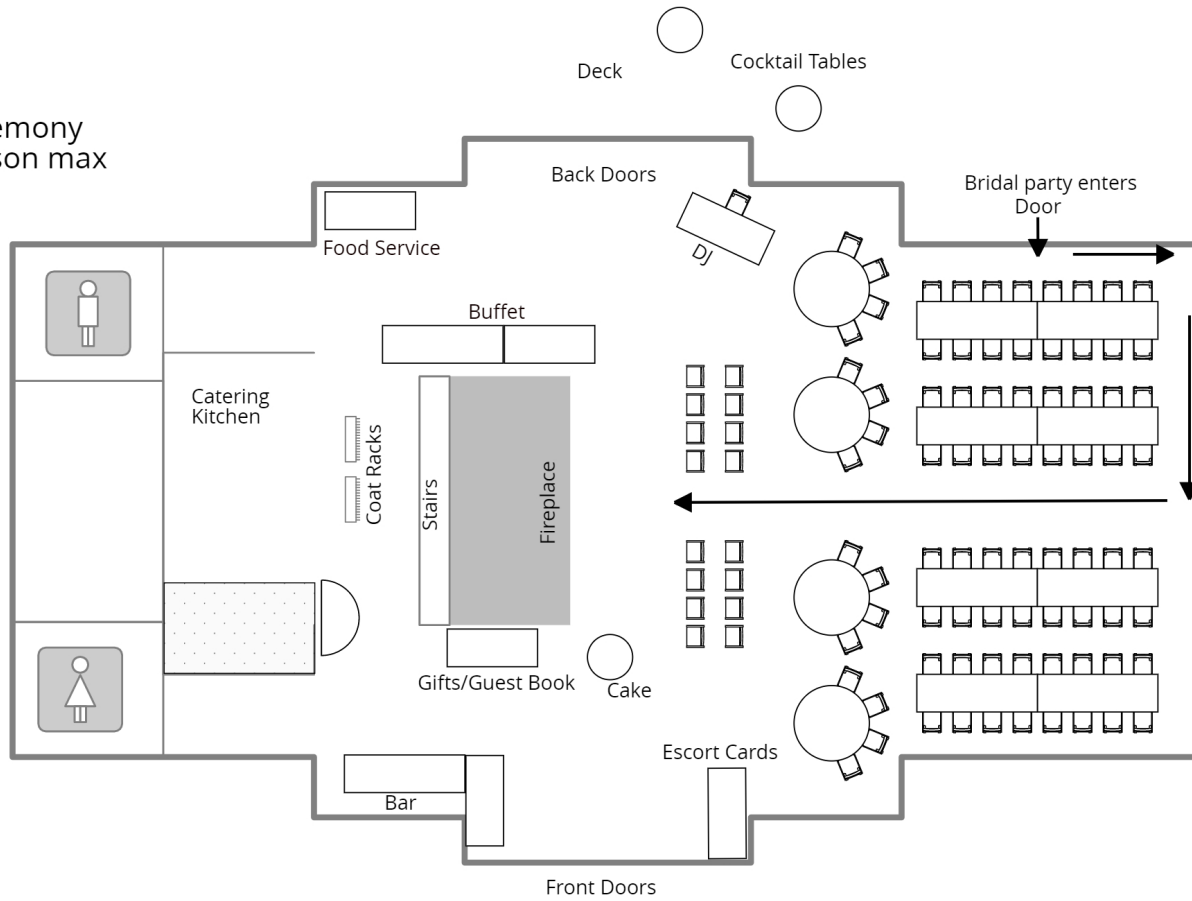 emony
son max
Deck
Cocktail Tables
Back Doors
Bridal party enters
Door
Food Service
DJ
Buffet
Catering
Kitchen
Coat Racks
Stairs
Fireplace
Gifts/Guest Book
Cake
Escort Cards
Bar
Front Doors